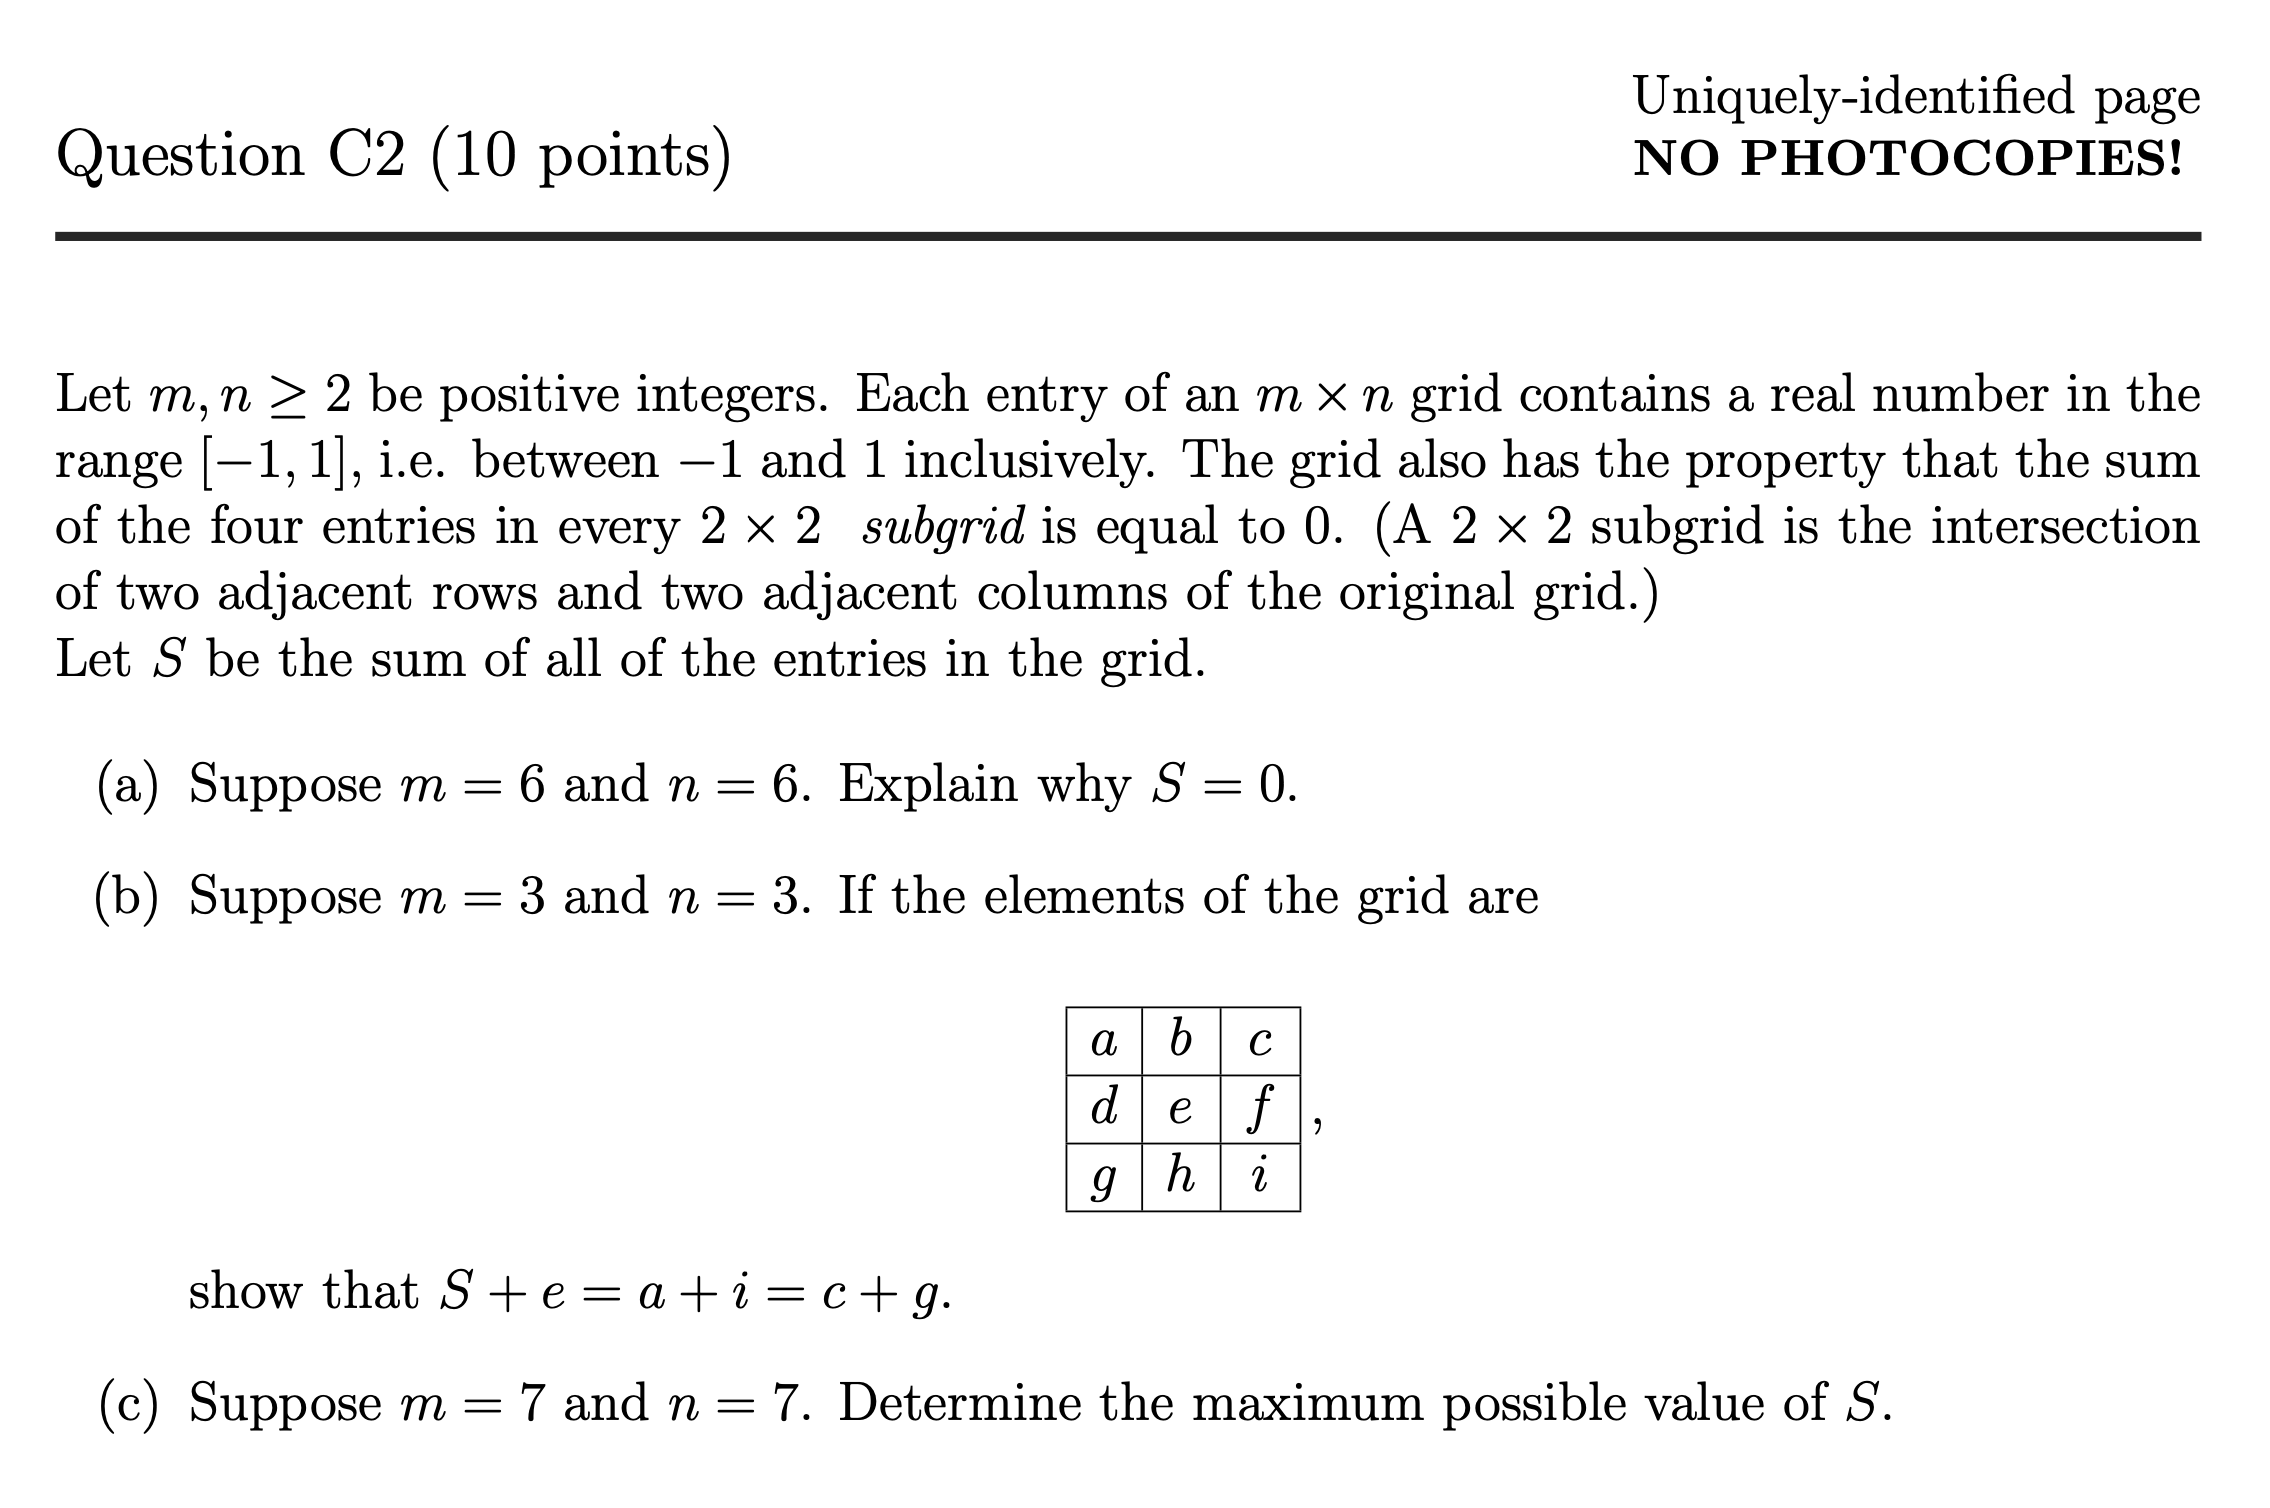 Question C2 (10 points)
Uniquely-identified page
NO PHOTOCOPIES!
Let m, n ≥ 2 be positive integers. Each entry of an m × n grid contains a real number in the
range [−1, 1], i.e. between −1 and 1 inclusively. The grid also has the property that the sum
of the four entries in every 2 × 2 subgrid is equal to 0. (A 2 × 2 subgrid is the intersection
of two adjacent rows and two adjacent columns of the original grid.)
Let S be the sum of all of the entries in the grid.
(a) Suppose m = 6 and n = 6. Explain why S = 0.
(b) Suppose m = 3 and n = 3. If the elements of the grid are
a b c
d e f ,
g h i
show that S + e = a + i = c + g.
(c) Suppose m = 7 and n = 7. Determine the maximum possible value of S.